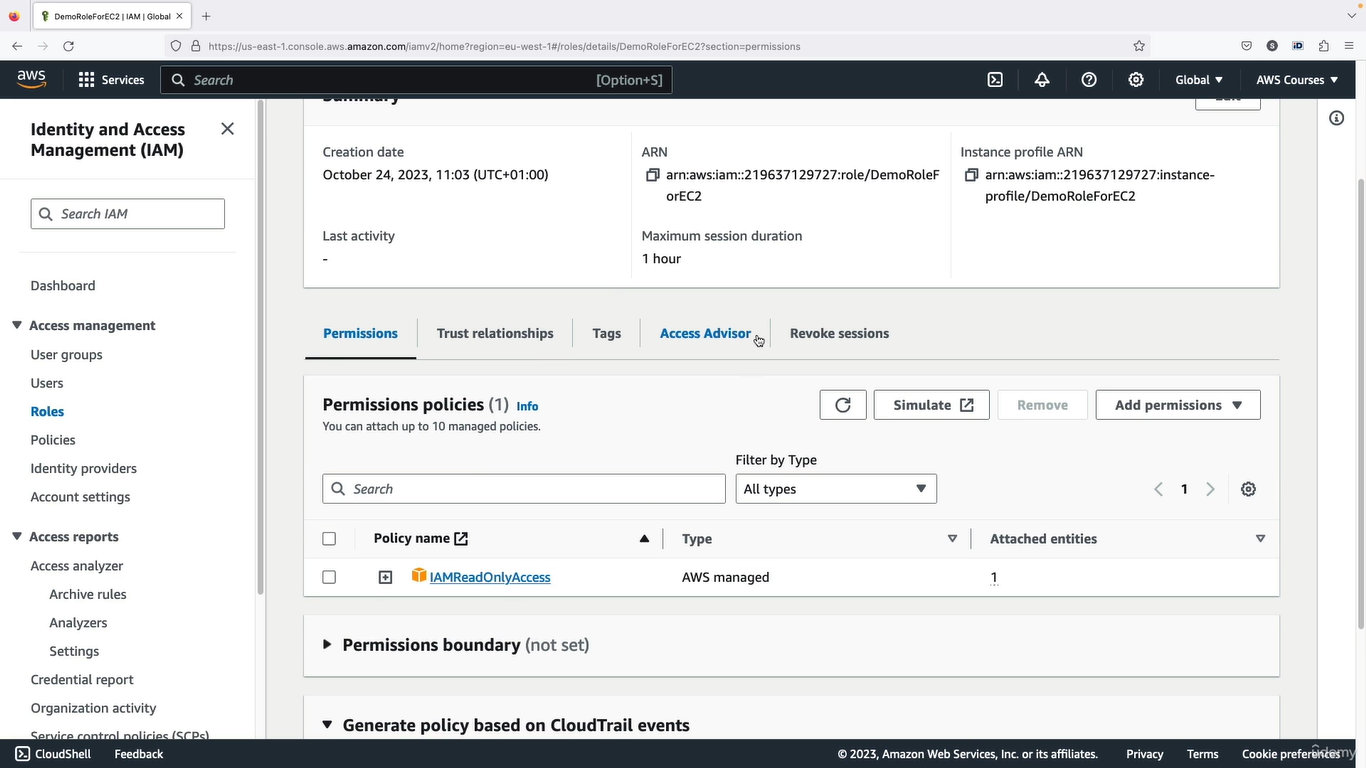 DemoRoleForEC2 | IAM | Global
https://us-east-1.console.aws.amazon.com/iamv2/home?region=eu-west-1#/roles/details/DemoRoleForEC2?section=permissions
aws
Services
Search
[Option+S]
Global
AWS Courses
Identity and Access
Management (IAM)
Search IAM
Dashboard
Access management
User groups
Users
Roles
Policies
Identity providers
Account settings
Access reports
Access analyzer
Archive rules
Analyzers
Settings
Credential report
Organization activity
Service control policies (SCPs)
Summary
Edit
Creation date
October 24, 2023, 11:03 (UTC+01:00)
ARN
arn:aws:iam::219637129727:role/DemoRoleF
orEC2
Instance profile ARN
arn:aws:iam::219637129727:instance-
profile/DemoRoleForEC2
Last activity
-
Maximum session duration
1 hour
Permissions
Trust relationships
Tags
Access Advisor
Revoke sessions
Permissions policies (1) Info
You can attach up to 10 managed policies.
Simulate
Remove
Add permissions
Search
Filter by Type
All types
1
Policy name
Type
Attached entities
IAMReadOnlyAccess
AWS managed
1
Permissions boundary (not set)
Generate policy based on CloudTrail events
CloudShell
Feedback
© 2023, Amazon Web Services, Inc. or its affiliates.
Privacy
Terms
Cookie preferences
Udemy